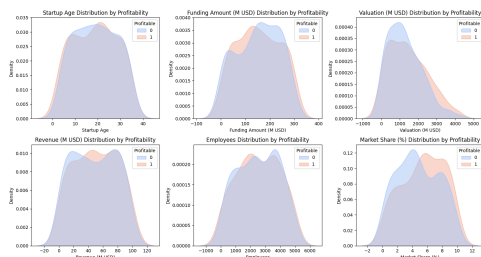 Startup Age Distribution by Profitability
Density
0.035
0.030
0.025
0.020
0.015
0.010
0.005
0.000
0 10 20 30 40
Startup Age
Profitable
0
1
Funding Amount (M USD) Distribution by Profitability
Density
0.0040
0.0035
0.0030
0.0025
0.0020
0.0015
0.0010
0.0005
0.0000
−100 0 100 200 300 400
Funding Amount (M USD)
Profitable
0
1
Valuation (M USD) Distribution by Profitability
Density
0.00040
0.00035
0.00030
0.00025
0.00020
0.00015
0.00010
0.00005
0.00000
−1000 0 1000 2000 3000 4000 5000
Valuation (M USD)
Profitable
0
1
Revenue (M USD) Distribution by Profitability
Density
0.010
0.008
0.006
0.004
0.002
0.000
−20 0 20 40 60 80 100 120
Revenue (M USD)
Profitable
0
1
Employees Distribution by Profitability
Density
0.00020
0.00015
0.00010
0.00005
0.00000
−1000 0 1000 2000 3000 4000 5000 6000
Employees
Profitable
0
1
Market Share (%) Distribution by Profitability
Density
0.12
0.10
0.08
0.06
0.04
0.02
0.00
−2 0 2 4 6 8 10 12
Market Share (%)
Profitable
0
1